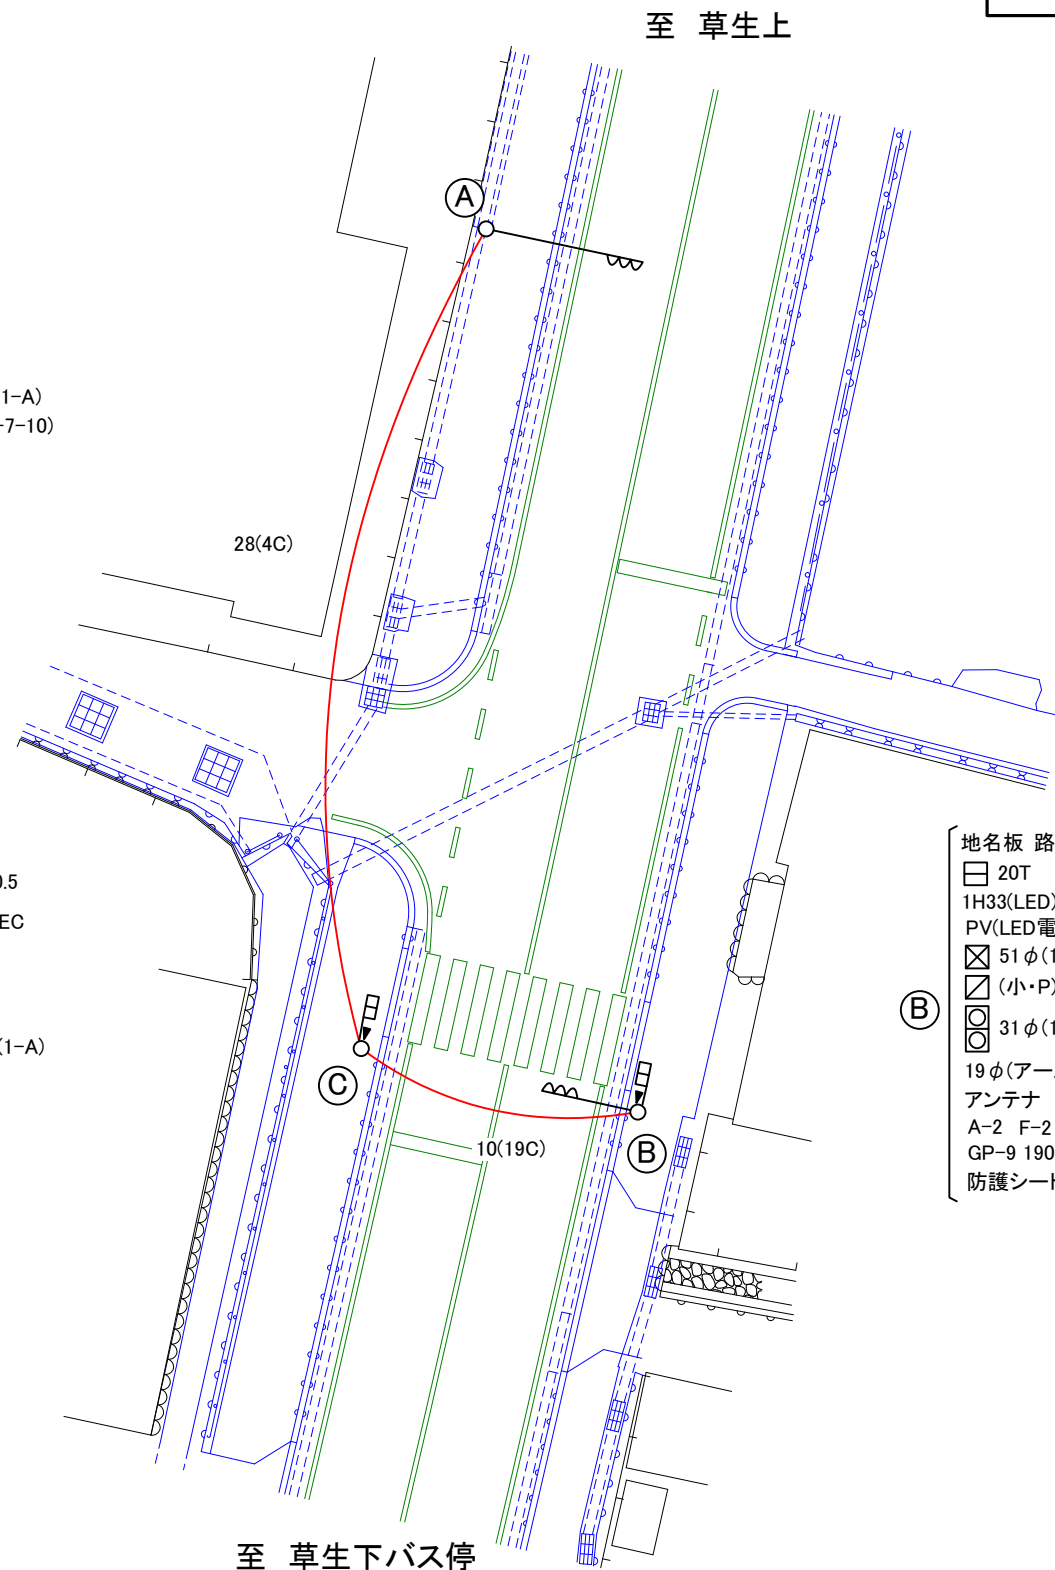 至 草生上
A
1-A)
-7-10)
28(4C)
0.5
EC
(1-A)
地名板 路
20T
1H33(LED)
PV(LED電
51φ(1
(小・P)
31φ(1
19φ(アー
アンテナ
A-2 F-2
GP-9 190
防護シート
B
C
B
10(19C)
至 草生下バス停